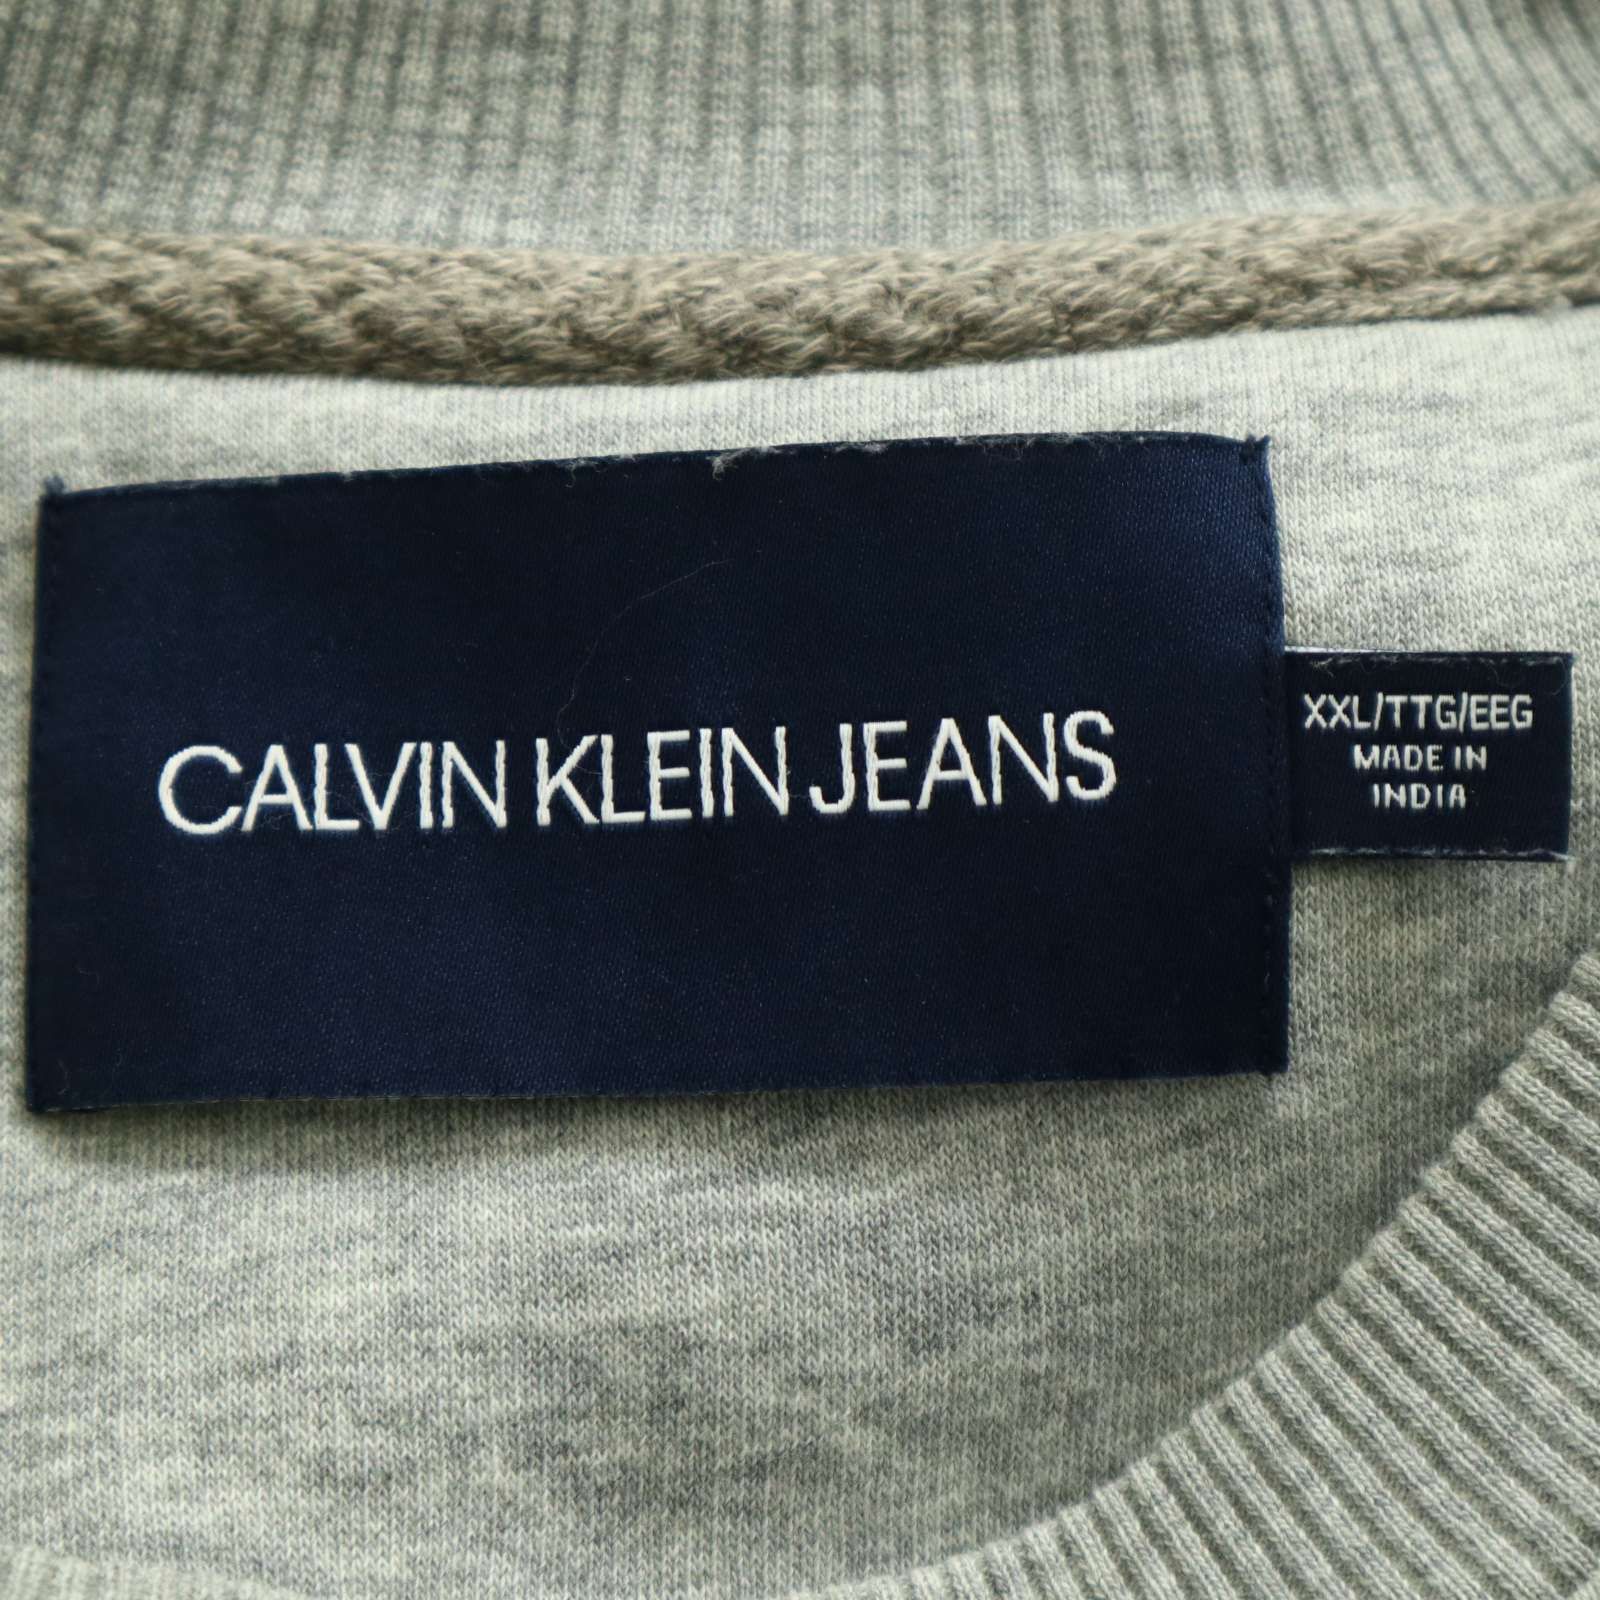 CALVIN KLEIN JEANS
XXL/TTG/EEG
MADE IN
INDIA